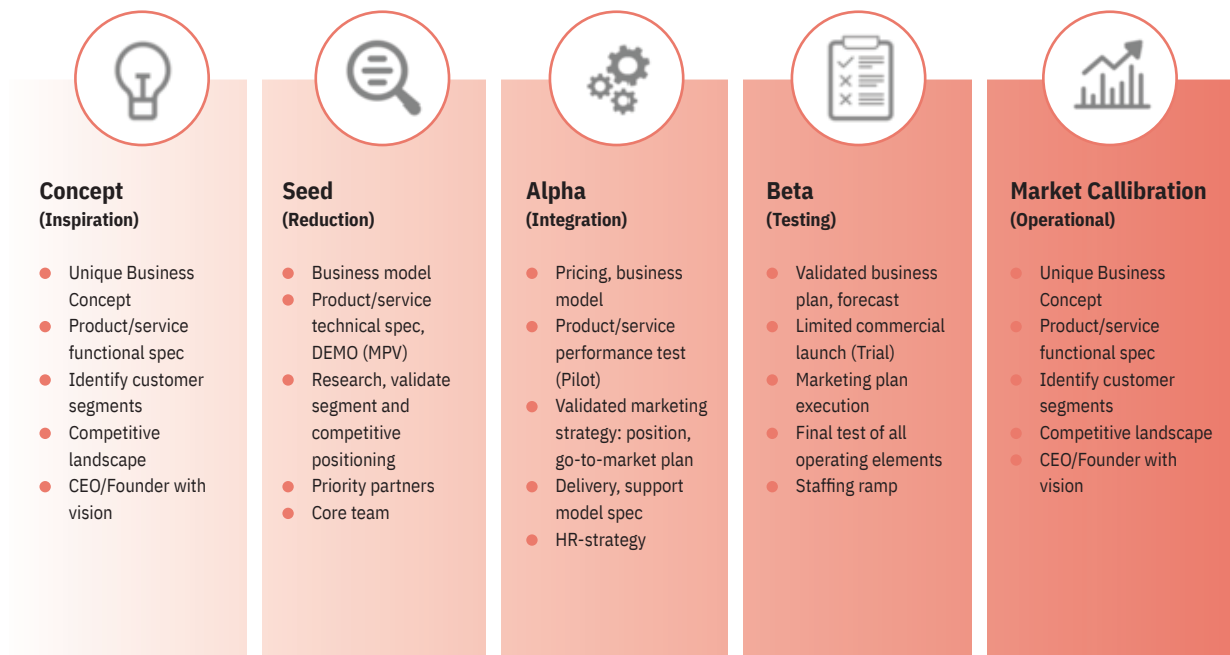 Concept
(Inspiration)
Unique Business
Concept
Product/service
functional spec
Identify customer
segments
Competitive
landscape
CEO/Founder with
vision
Seed
(Reduction)
Business model
Product/service
technical spec,
DEMO (MPV)
Research, validate
segment and
competitive
positioning
Priority partners
Core team
Alpha
(Integration)
Pricing, business
model
Product/service
performance test
(Pilot)
Validated marketing
strategy: position,
go-to-market plan
Delivery, support
model spec
HR-strategy
Beta
(Testing)
Validated business
plan, forecast
Limited commercial
launch (Trial)
Marketing plan
execution
Final test of all
operating elements
Staffing ramp
Market Callibration
(Operational)
Unique Business
Concept
Product/service
functional spec
Identify customer
segments
Competitive landscape
CEO/Founder with
vision